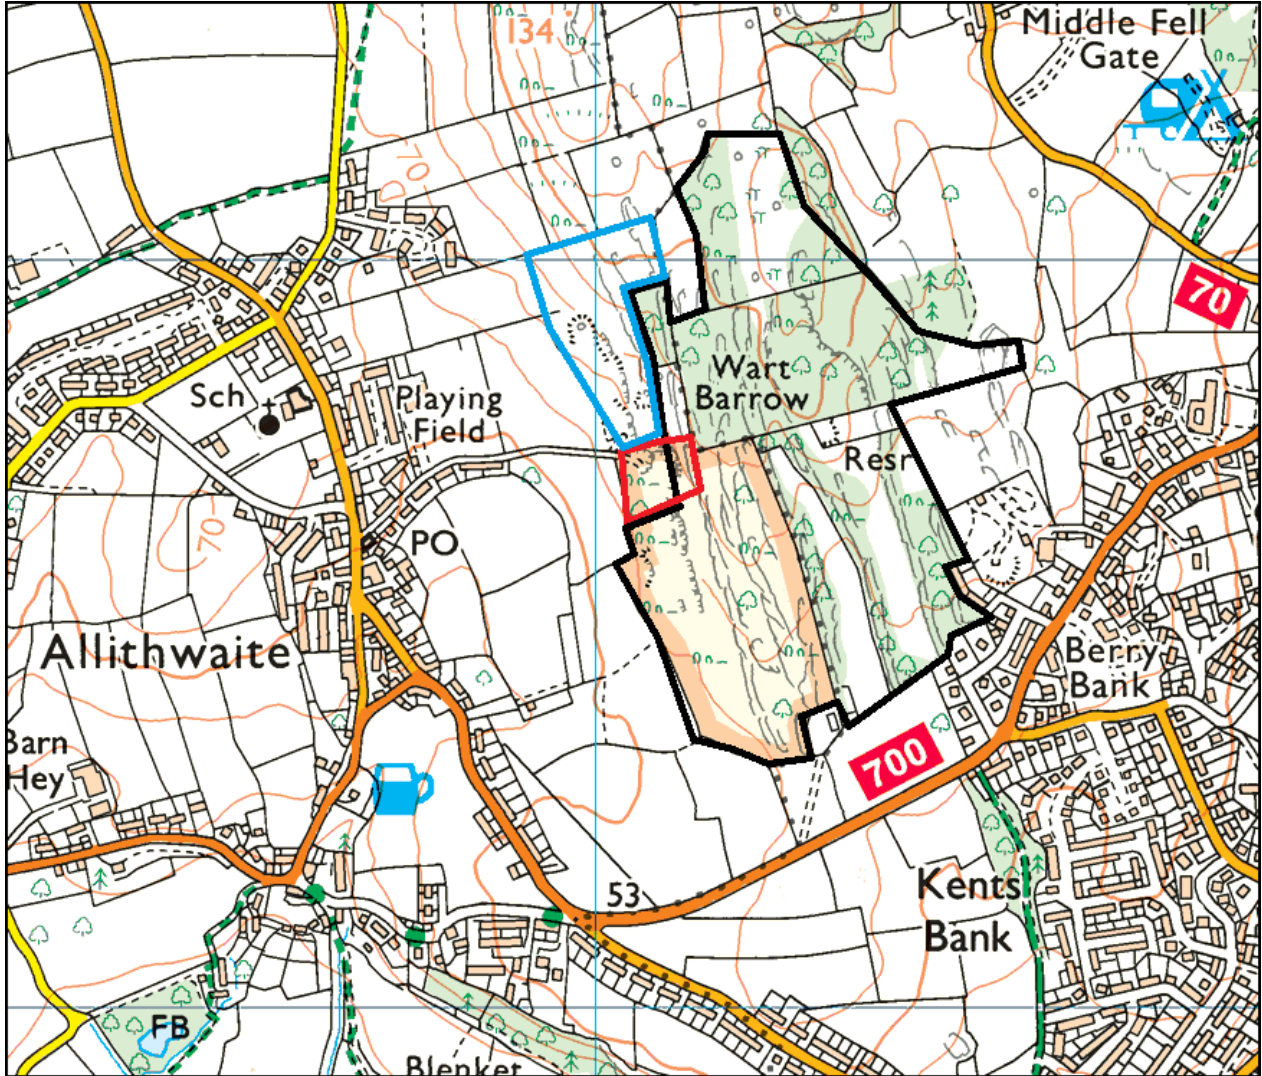 134
Middle Fell
Gate
70
70
Wart
Barrow
Sch
Playing
Field
Resr
PO
70
Allithwaite
Berry
Bank
Barn
Hey
700
53
Kents
Bank
FB
Blenket